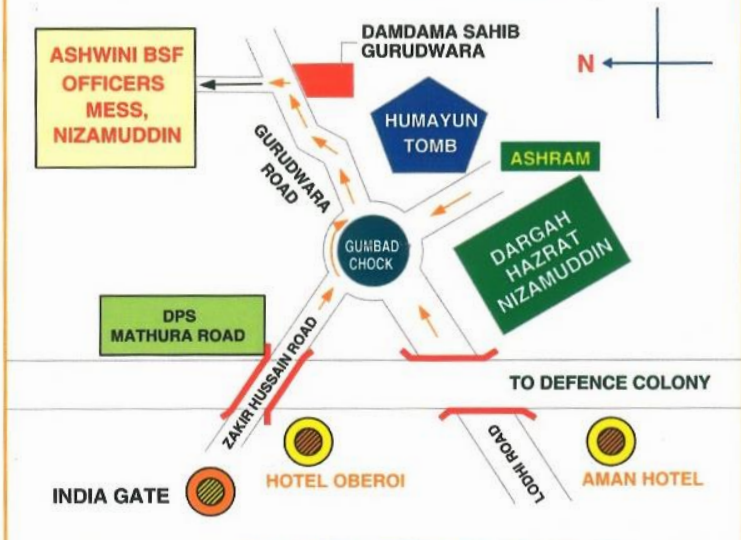 DAMDAMA SAHIB
GURUDWARA
ASHWINI BSF
OFFICERS
MESS,
NIZAMUDDIN
N
HUMAYUN
TOMB
GURUDWARA
ROAD
ASHRAM
GUMBAD
CHOCK
DARGAH
HAZRAT
NIZAMUDDIN
DPS
MATHURA ROAD
ZAKIR HUSSAIN ROAD
TO DEFENCE COLONY
LODHI ROAD
HOTEL OBEROI
AMAN HOTEL
INDIA GATE